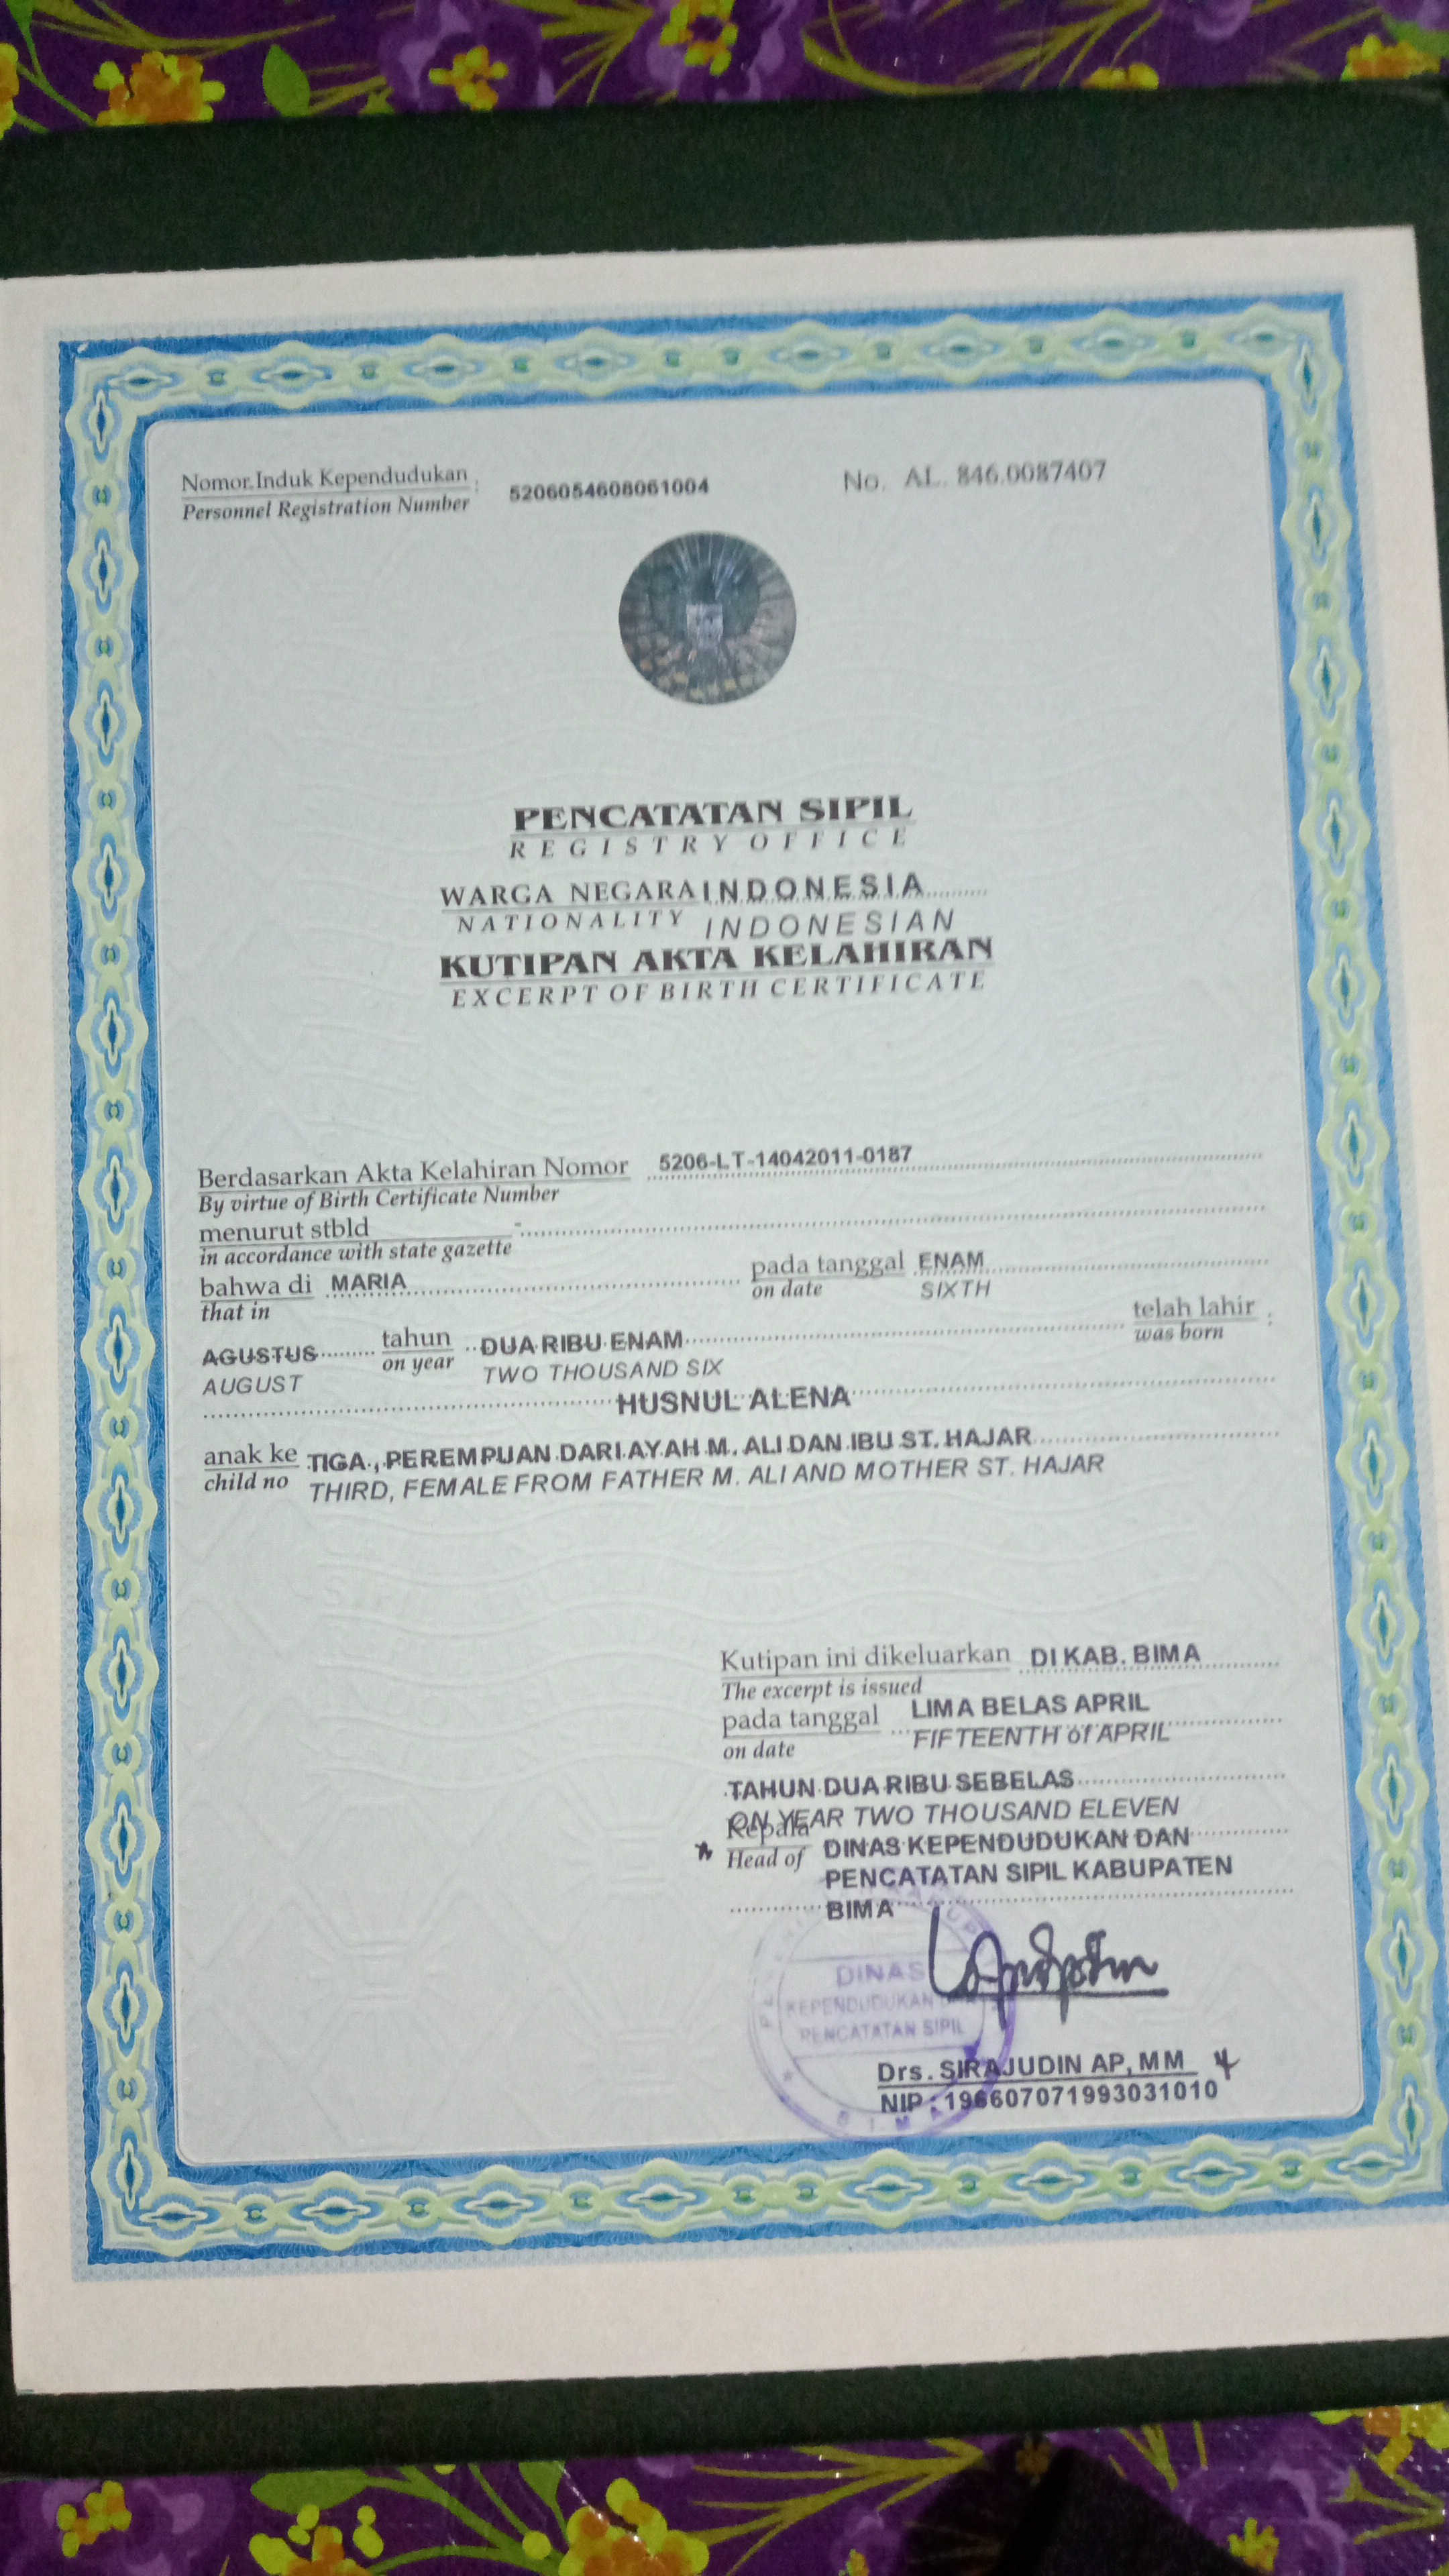 Nomor Induk Kependudukan : 5206054608061004 No. AL. 846.0087407
Personnel Registration Number
PENCATATAN SIPIL
REGISTRY OFFICE
WARGA NEGARA INDONESIA
NATIONALITY INDONESIAN
KUTIPAN AKTA KELAHIRAN
EXCERPT OF BIRTH CERTIFICATE
Berdasarkan Akta Kelahiran Nomor 5206-LT-14042011-0187
By virtue of Birth Certificate Number
menurut stbld -
in accordance with state gazette
bahwa di MARIA pada tanggal ENAM
that in on date SIXTH
AGUSTUS tahun DUA RIBU ENAM telah lahir :
AUGUST on year TWO THOUSAND SIX was born
HUSNUL ALENA
anak ke TIGA, PEREMPUAN DARI AYAH M. ALI DAN IBU ST. HAJAR
child no THIRD, FEMALE FROM FATHER M. ALI AND MOTHER ST. HAJAR
Kutipan ini dikeluarkan DI KAB. BIMA
The excerpt is issued
pada tanggal LIMA BELAS APRIL
on date FIFTEENTH of APRIL
TAHUN DUA RIBU SEBELAS
ON YEAR TWO THOUSAND ELEVEN
Kepala DINAS KEPENDUDUKAN DAN
Head of PENCATATAN SIPIL KABUPATEN
BIMA
DINAS
KEPENDUDUKAN
PENCATATAN SIPIL
BIMA
Drs. SIRAJUDIN AP, MM
NIP : 196607071993031010